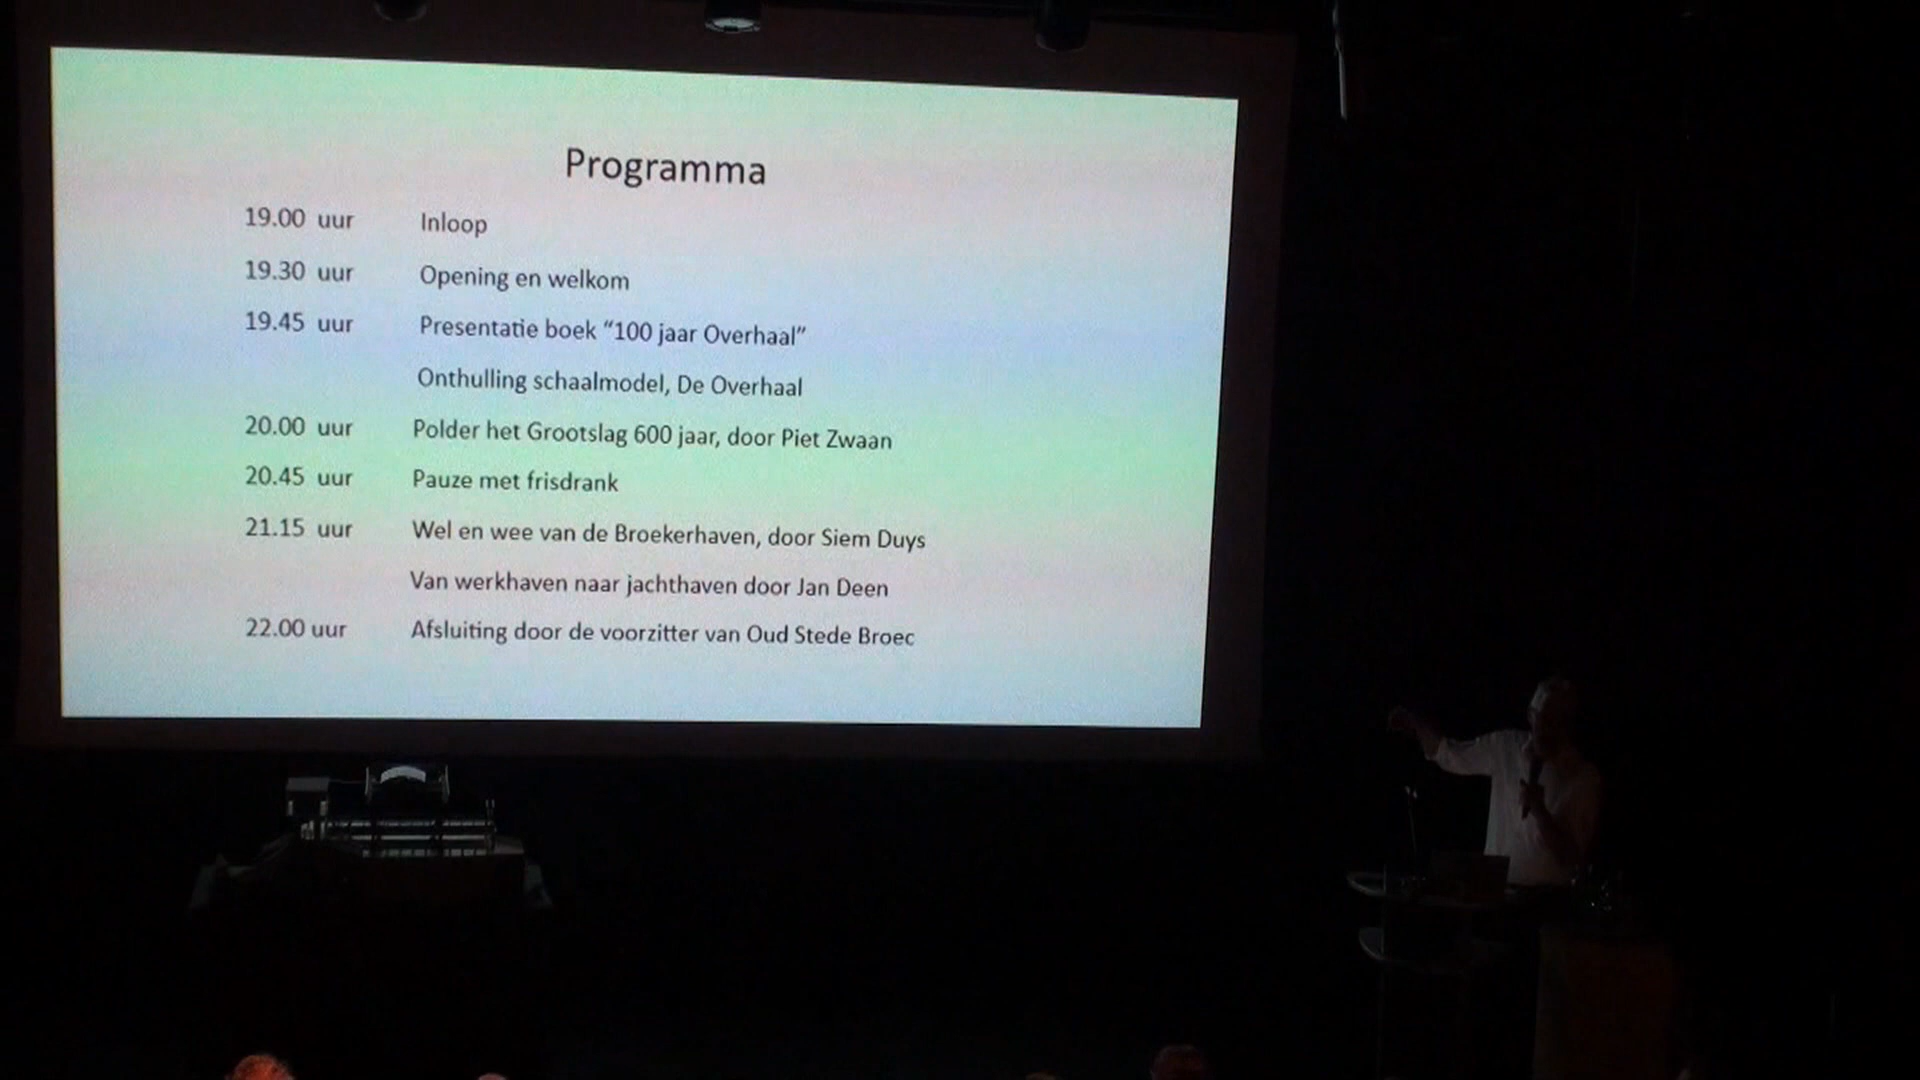 Programma
19.00 uur Inloop
19.30 uur Opening en welkom
19.45 uur Presentatie boek “100 jaar Overhaal”
Onthulling schaalmodel, De Overhaal
20.00 uur Polder het Grootslag 600 jaar, door Piet Zwaan
20.45 uur Pauze met frisdrank
21.15 uur Wel en wee van de Broekerhaven, door Siem Duys
Van werkhaven naar jachthaven door Jan Deen
22.00 uur Afsluiting door de voorzitter van Oud Stede Broec